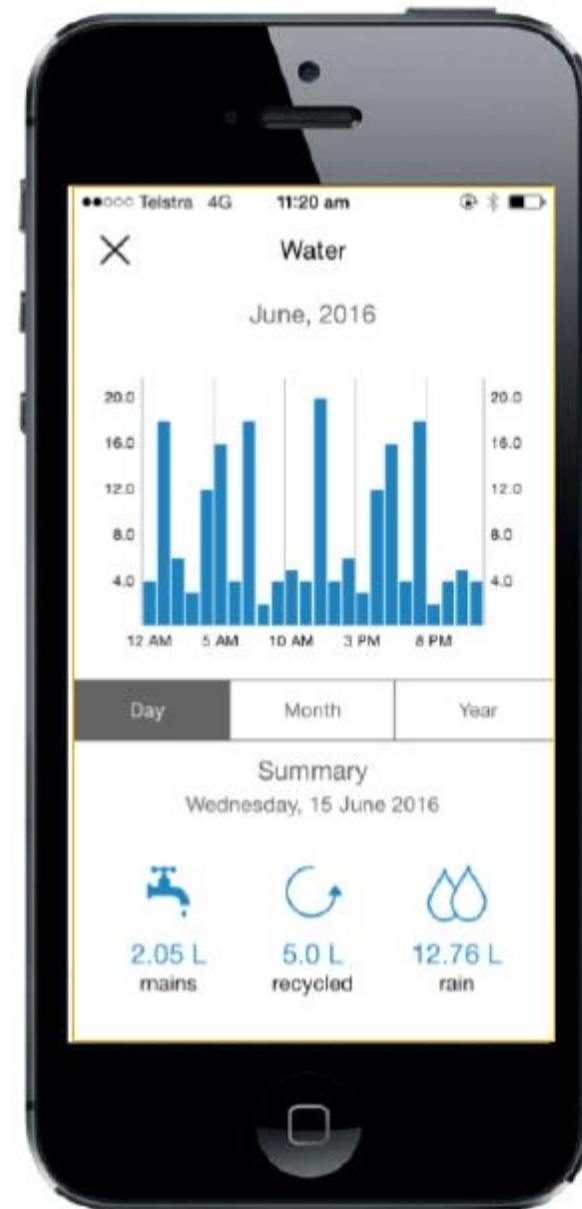 Telstra 4G 11:20 am
Water
June, 2016
20.0 20.0
16.0 16.0
12.0 12.0
8.0 8.0
4.0 4.0
12 AM 5 AM 10 AM 3 PM 8 PM
Day Month Year
Summary
Wednesday, 15 June 2016
2.05 L 5.0 L 12.76 L
mains recycled rain